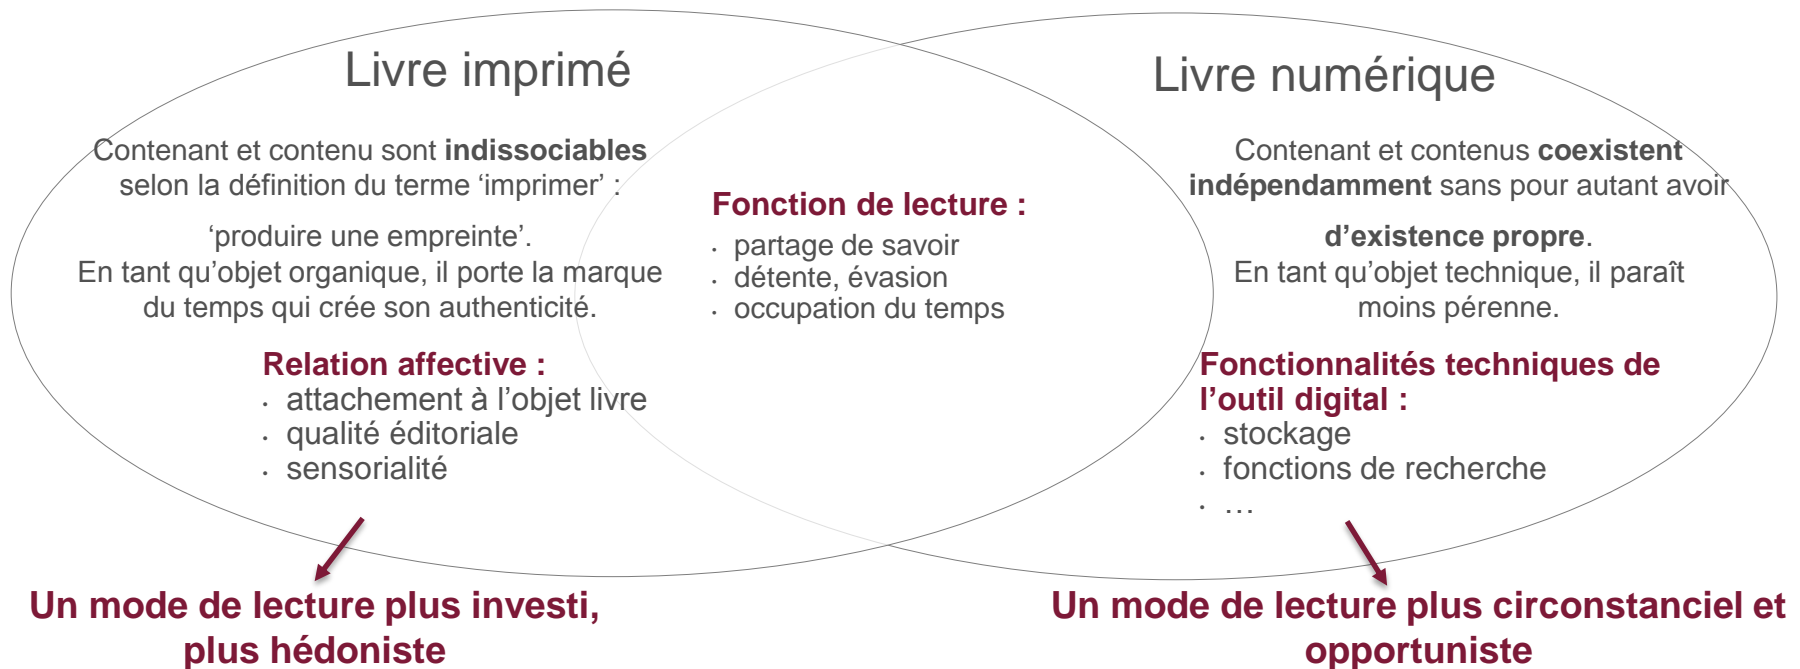 Livre imprimé
Contenant et contenu sont indissociables
selon la définition du terme ‘imprimer’ :
‘produire une empreinte’.
En tant qu’objet organique, il porte la marque
du temps qui crée son authenticité.
Relation affective :
· attachement à l’objet livre
· qualité éditoriale
· sensorialité
Un mode de lecture plus investi,
plus hédoniste
Fonction de lecture :
· partage de savoir
· détente, évasion
· occupation du temps
Livre numérique
Contenant et contenus coexistent
indépendamment sans pour autant avoir
d’existence propre.
En tant qu’objet technique, il paraît
moins pérenne.
Fonctionnalités techniques de
l’outil digital :
· stockage
· fonctions de recherche
· …
Un mode de lecture plus circonstanciel et
opportuniste